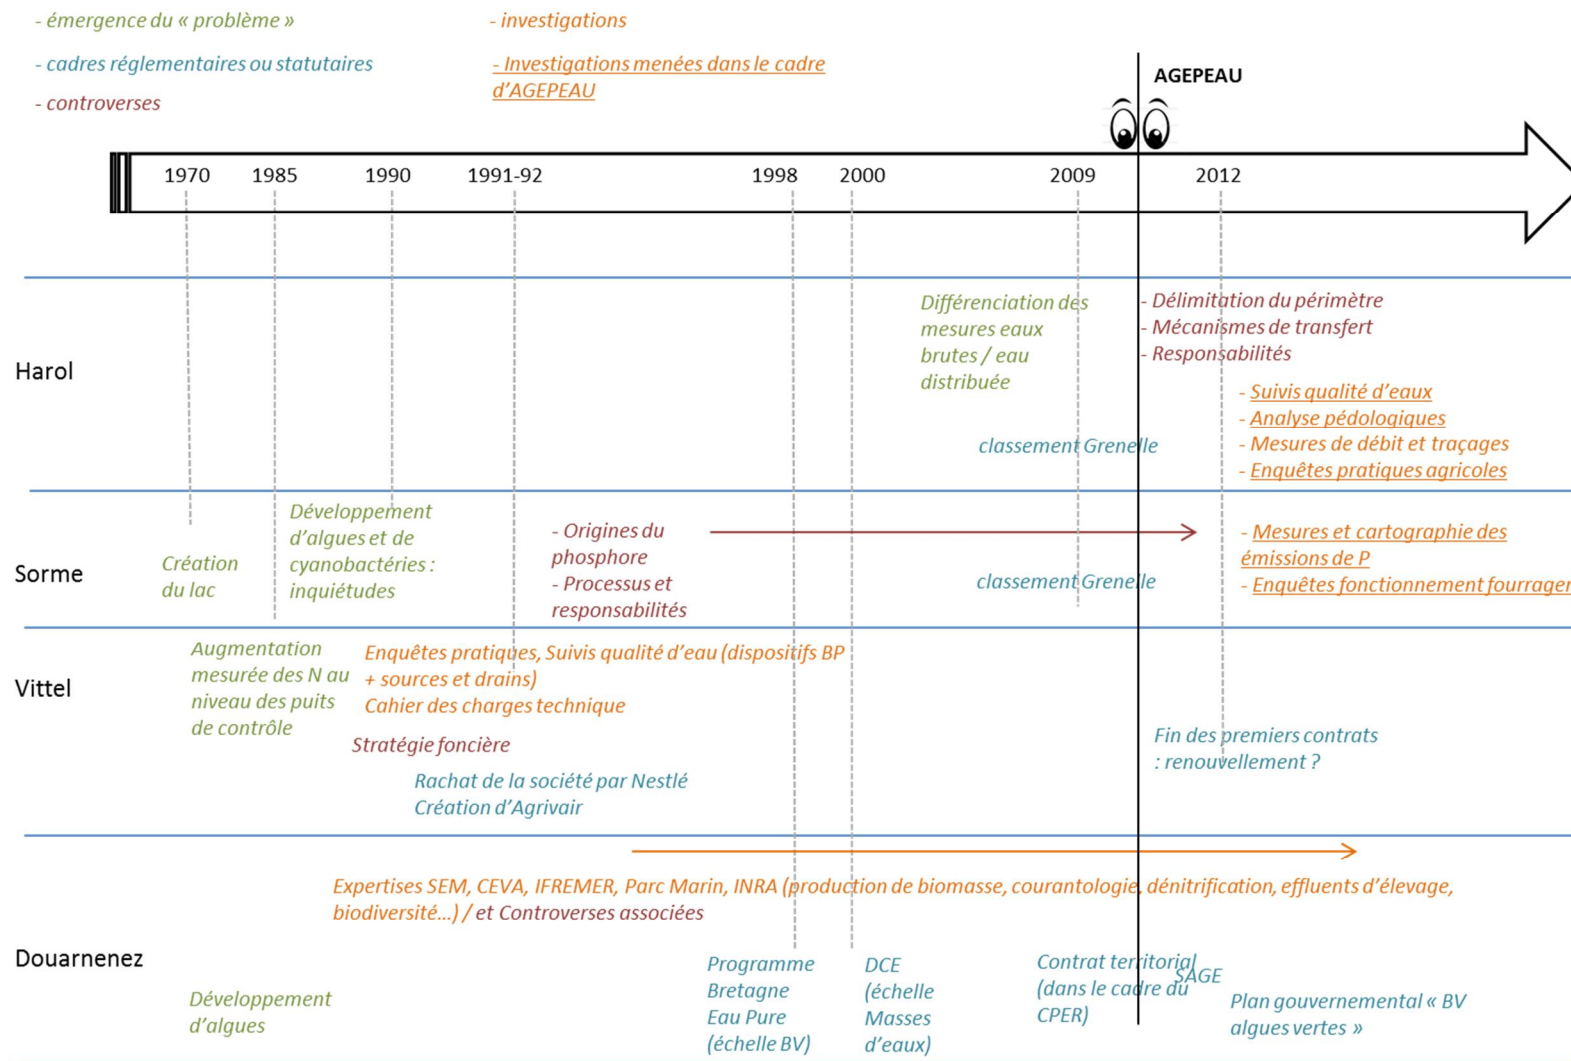 - émergence du « problème »
- cadres réglementaires ou statutaires
- controverses
- investigations
- Investigations menées dans le cadre
d’AGEPEAU
AGEPEAU
1970
1985
1990
1991-92
1998
2000
2009
2012
Harol
Différenciation des
mesures eaux
brutes / eau
distribuée
classement Grenelle
- Délimitation du périmètre
- Mécanismes de transfert
- Responsabilités
- Suivis qualité d’eaux
- Analyse pédologiques
- Mesures de débit et traçages
- Enquêtes pratiques agricoles
Sorme
Création
du lac
Développement
d’algues et de
cyanobactéries :
inquiétudes
- Origines du
phosphore
- Processus et
responsabilités
classement Grenelle
- Mesures et cartographie des
émissions de P
- Enquêtes fonctionnement fourrager
Vittel
Augmentation
mesurée des N au
niveau des puits
de contrôle
Enquêtes pratiques, Suivis qualité d’eau (dispositifs BP
+ sources et drains)
Cahier des charges technique
Stratégie foncière
Rachat de la société par Nestlé
Création d’Agrivair
Fin des premiers contrats
: renouvellement ?
Douarnenez
Expertises SEM, CEVA, IFREMER, Parc Marin, INRA (production de biomasse, courantologie, dénitrification, effluents d’élevage,
biodiversité…) / et Controverses associées
Développement
d’algues
Programme
Bretagne
Eau Pure
(échelle BV)
DCE
(échelle
Masses
d’eaux)
Contrat territorial
(dans le cadre du
CPER)
SAGE
Plan gouvernemental « BV
algues vertes »